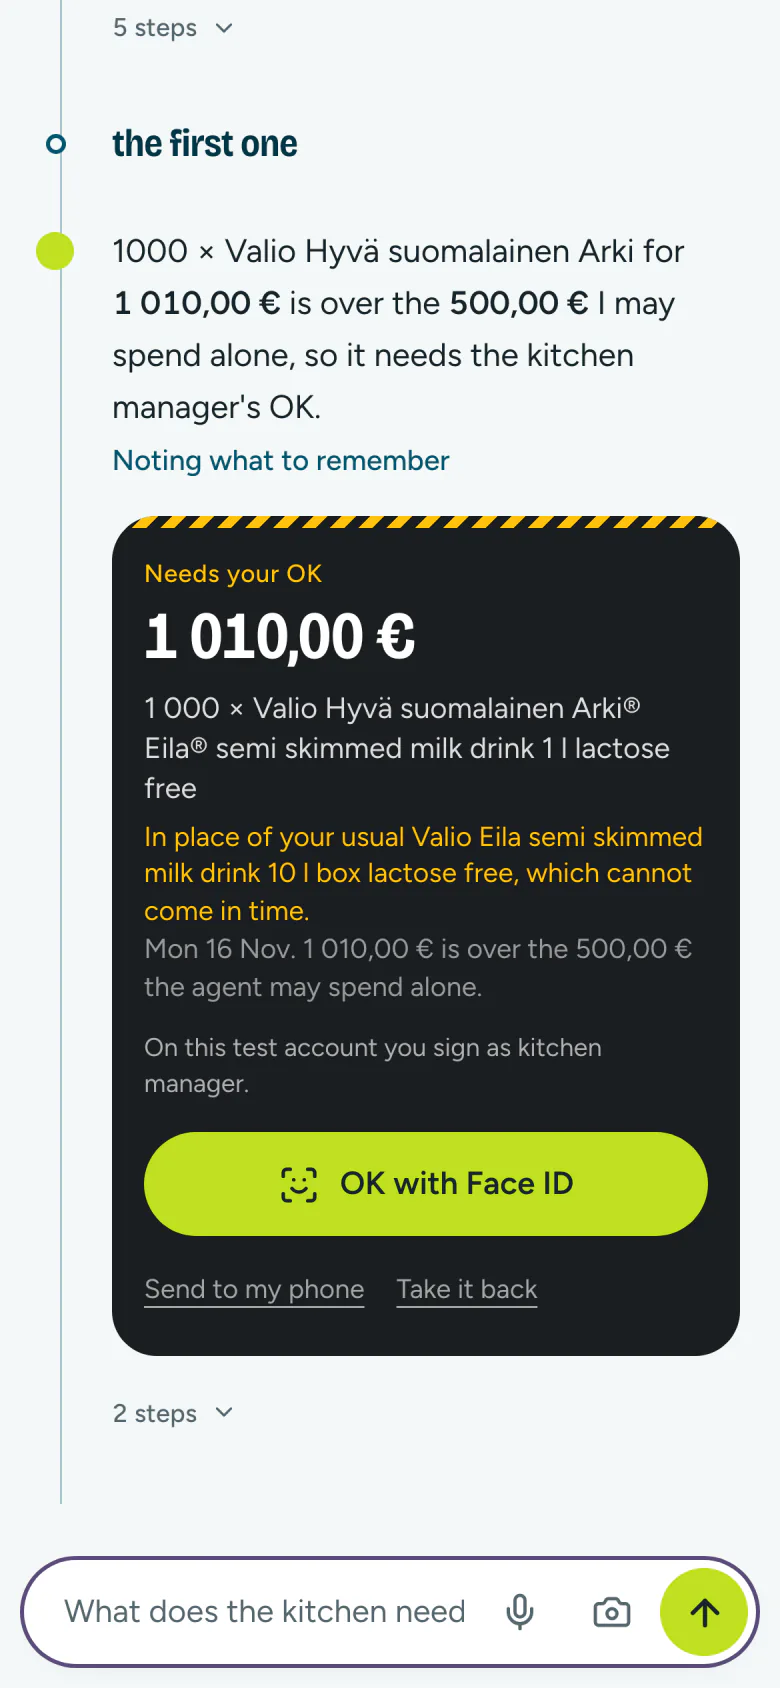 5 steps
the first one
1000 × Valio Hyvä suomalainen Arki for
1 010,00 € is over the 500,00 € I may
spend alone, so it needs the kitchen
manager's OK.
Noting what to remember
Needs your OK
1 010,00 €
1 000 × Valio Hyvä suomalainen Arki®
Eila® semi skimmed milk drink 1 l lactose
free
In place of your usual Valio Eila semi skimmed
milk drink 10 l box lactose free, which cannot
come in time.
Mon 16 Nov. 1 010,00 € is over the 500,00 €
the agent may spend alone.
On this test account you sign as kitchen
manager.
OK with Face ID
Send to my phone Take it back
2 steps
What does the kitchen need